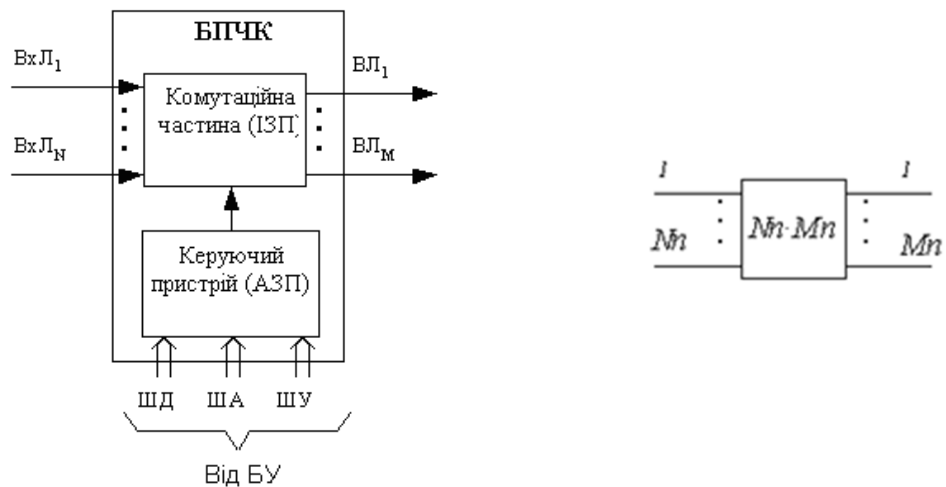 БПЧК
ВхЛ1
ВЛ1
Комутаційна
частина (ІЗП)
ВхЛN
ВЛM
Керуючий
пристрій (АЗП)
ШД ША ШУ
Від БУ
1 1
Nn Nn·Mn Mn